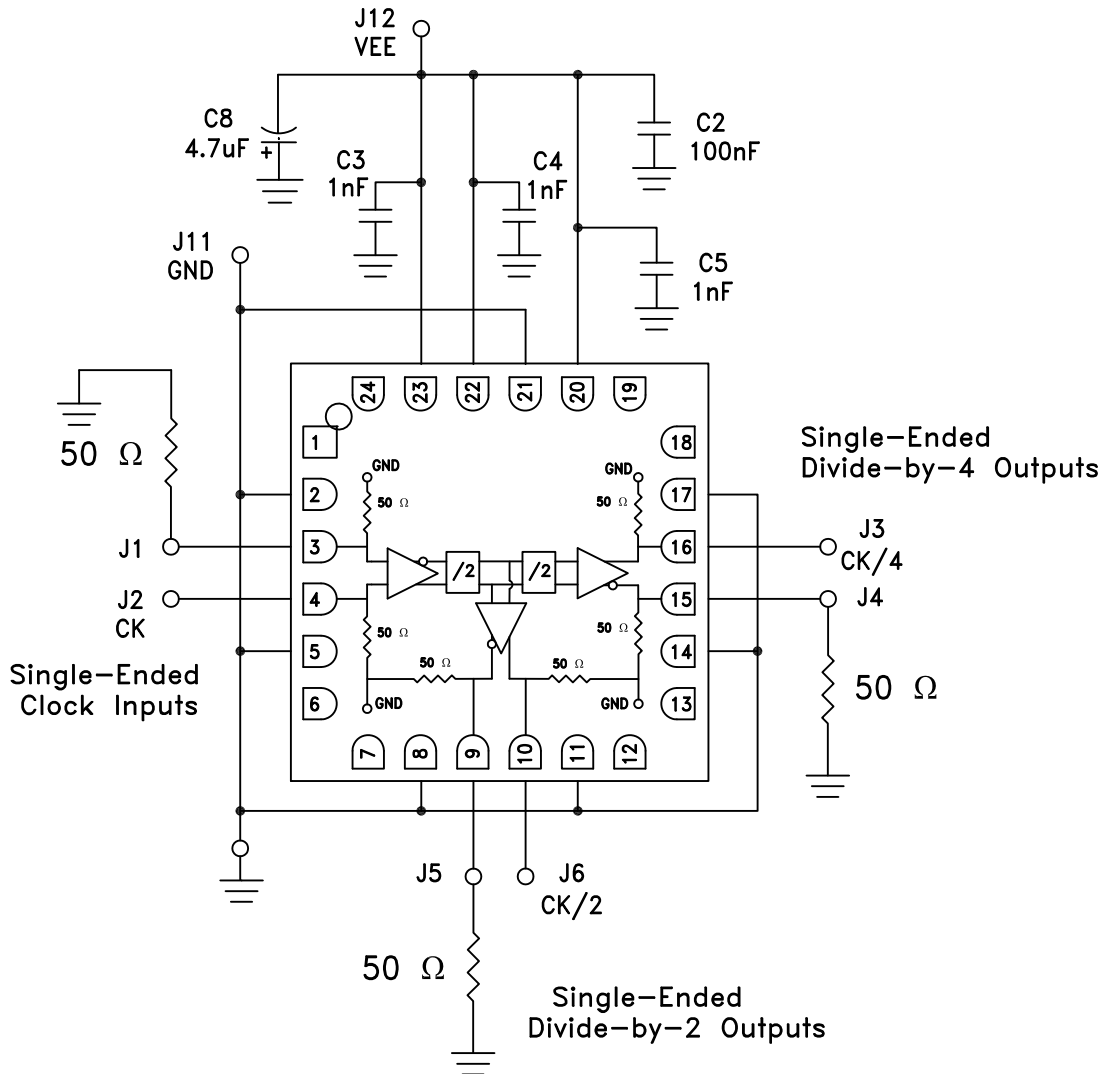 J12
VEE
C8
4.7uF +
C3
1nF
C4
1nF
C2
100nF
C5
1nF
J11
GND
50 Ω
24
23
22
21
20
19
1
2
3
4
5
6
18
17
16
15
14
13
7
8
9
10
11
12
GND
50 Ω
GND
50 Ω
/2
/2
50 Ω
50 Ω
50 Ω
50 Ω
GND
GND
J1
J2
CK
Single-Ended
Clock Inputs
Single-Ended
Divide-by-4 Outputs
J3
CK/4
J4
50 Ω
J5
J6
CK/2
50 Ω
Single-Ended
Divide-by-2 Outputs